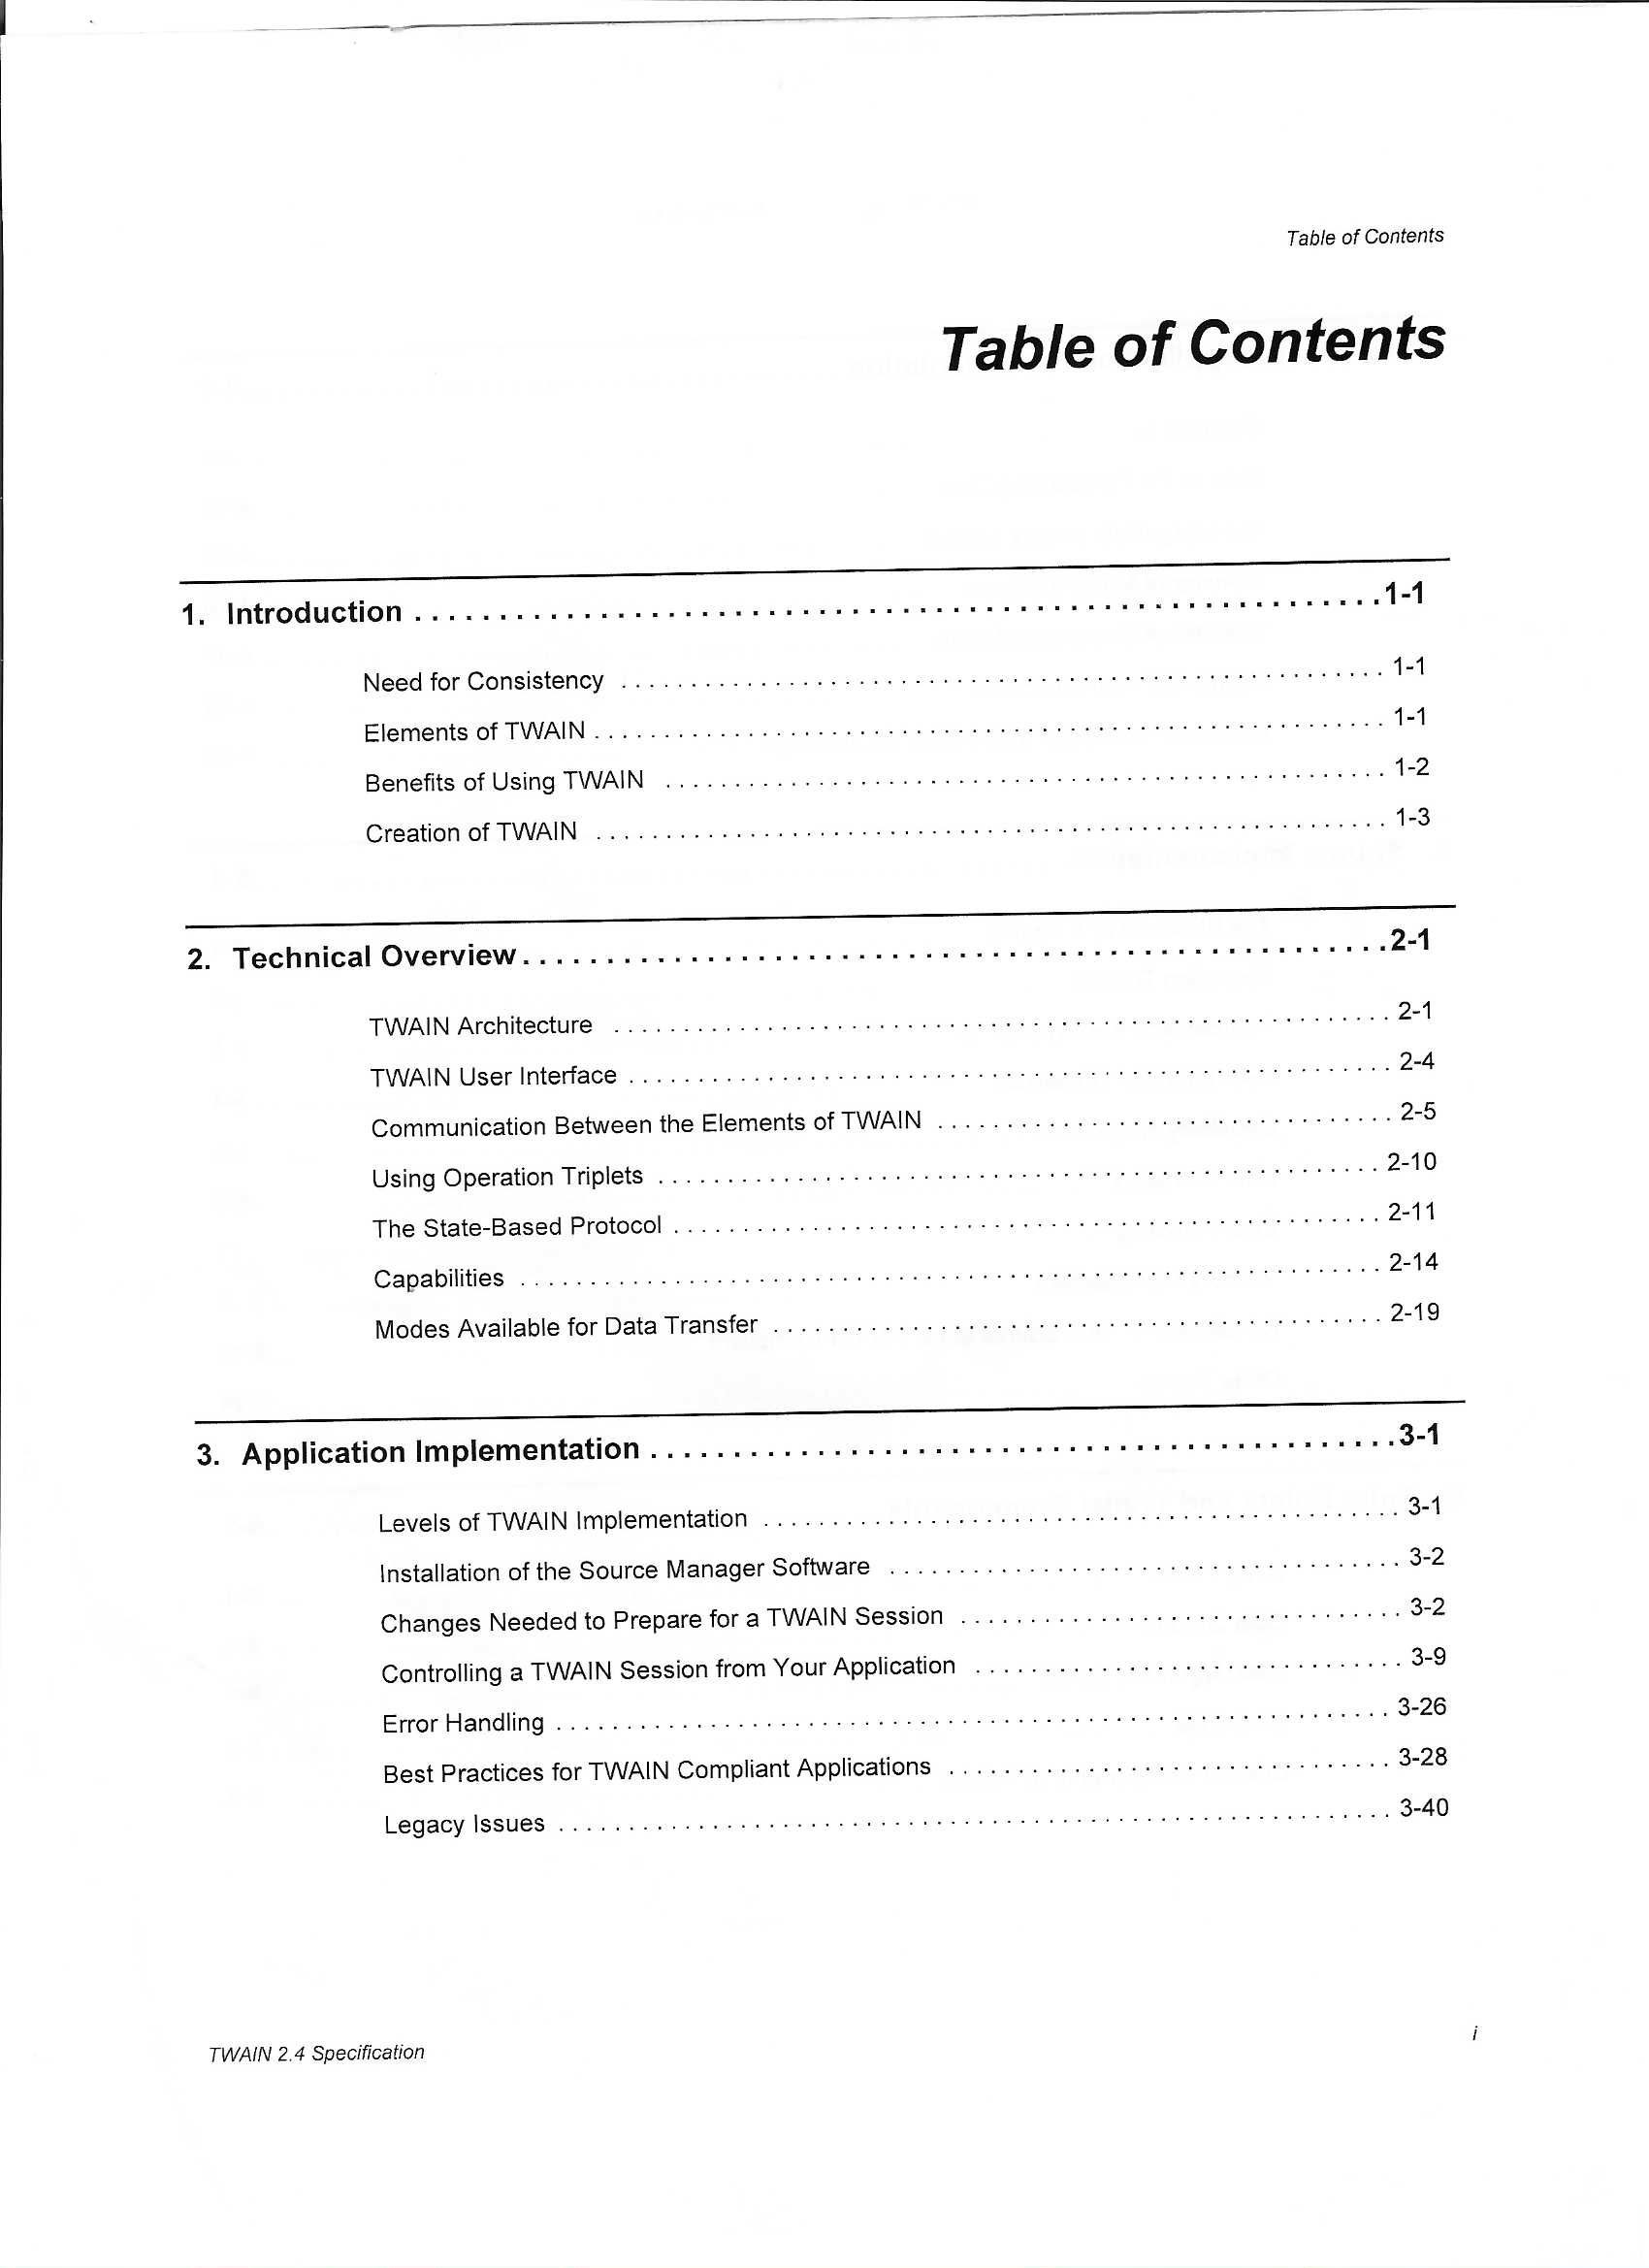 Table of Contents
Table of Contents
1. Introduction . . . . . . . . . . . . . . . . . . . . . . . . . . . . . . . . . . . . . . . . . . . . . . . . . . . . . . . . . . .1-1
Need for Consistency . . . . . . . . . . . . . . . . . . . . . . . . . . . . . . . . . . . . . . . . . . . . . . . . . . . . . . . 1-1
Elements of TWAIN . . . . . . . . . . . . . . . . . . . . . . . . . . . . . . . . . . . . . . . . . . . . . . . . . . . . . . . . . 1-1
Benefits of Using TWAIN . . . . . . . . . . . . . . . . . . . . . . . . . . . . . . . . . . . . . . . . . . . . . . . . . . . . 1-2
Creation of TWAIN . . . . . . . . . . . . . . . . . . . . . . . . . . . . . . . . . . . . . . . . . . . . . . . . . . . . . . . . . 1-3
2. Technical Overview. . . . . . . . . . . . . . . . . . . . . . . . . . . . . . . . . . . . . . . . . . . . . . . . . . . . .2-1
TWAIN Architecture . . . . . . . . . . . . . . . . . . . . . . . . . . . . . . . . . . . . . . . . . . . . . . . . . . . . . . . . 2-1
TWAIN User Interface . . . . . . . . . . . . . . . . . . . . . . . . . . . . . . . . . . . . . . . . . . . . . . . . . . . . . . . 2-4
Communication Between the Elements of TWAIN . . . . . . . . . . . . . . . . . . . . . . . . . . . . . . . . . 2-5
Using Operation Triplets . . . . . . . . . . . . . . . . . . . . . . . . . . . . . . . . . . . . . . . . . . . . . . . . . . . . 2-10
The State-Based Protocol . . . . . . . . . . . . . . . . . . . . . . . . . . . . . . . . . . . . . . . . . . . . . . . . . . . 2-11
Capabilities . . . . . . . . . . . . . . . . . . . . . . . . . . . . . . . . . . . . . . . . . . . . . . . . . . . . . . . . . . . . . . 2-14
Modes Available for Data Transfer . . . . . . . . . . . . . . . . . . . . . . . . . . . . . . . . . . . . . . . . . . . . 2-19
3. Application Implementation . . . . . . . . . . . . . . . . . . . . . . . . . . . . . . . . . . . . . . . . . . . . . .3-1
Levels of TWAIN Implementation . . . . . . . . . . . . . . . . . . . . . . . . . . . . . . . . . . . . . . . . . . . . . . 3-1
Installation of the Source Manager Software . . . . . . . . . . . . . . . . . . . . . . . . . . . . . . . . . . . . . 3-2
Changes Needed to Prepare for a TWAIN Session . . . . . . . . . . . . . . . . . . . . . . . . . . . . . . . . 3-2
Controlling a TWAIN Session from Your Application . . . . . . . . . . . . . . . . . . . . . . . . . . . . . . . 3-9
Error Handling . . . . . . . . . . . . . . . . . . . . . . . . . . . . . . . . . . . . . . . . . . . . . . . . . . . . . . . . . . . . 3-26
Best Practices for TWAIN Compliant Applications . . . . . . . . . . . . . . . . . . . . . . . . . . . . . . . . 3-28
Legacy Issues . . . . . . . . . . . . . . . . . . . . . . . . . . . . . . . . . . . . . . . . . . . . . . . . . . . . . . . . . . . . 3-40
TWAIN 2.4 Specification
i